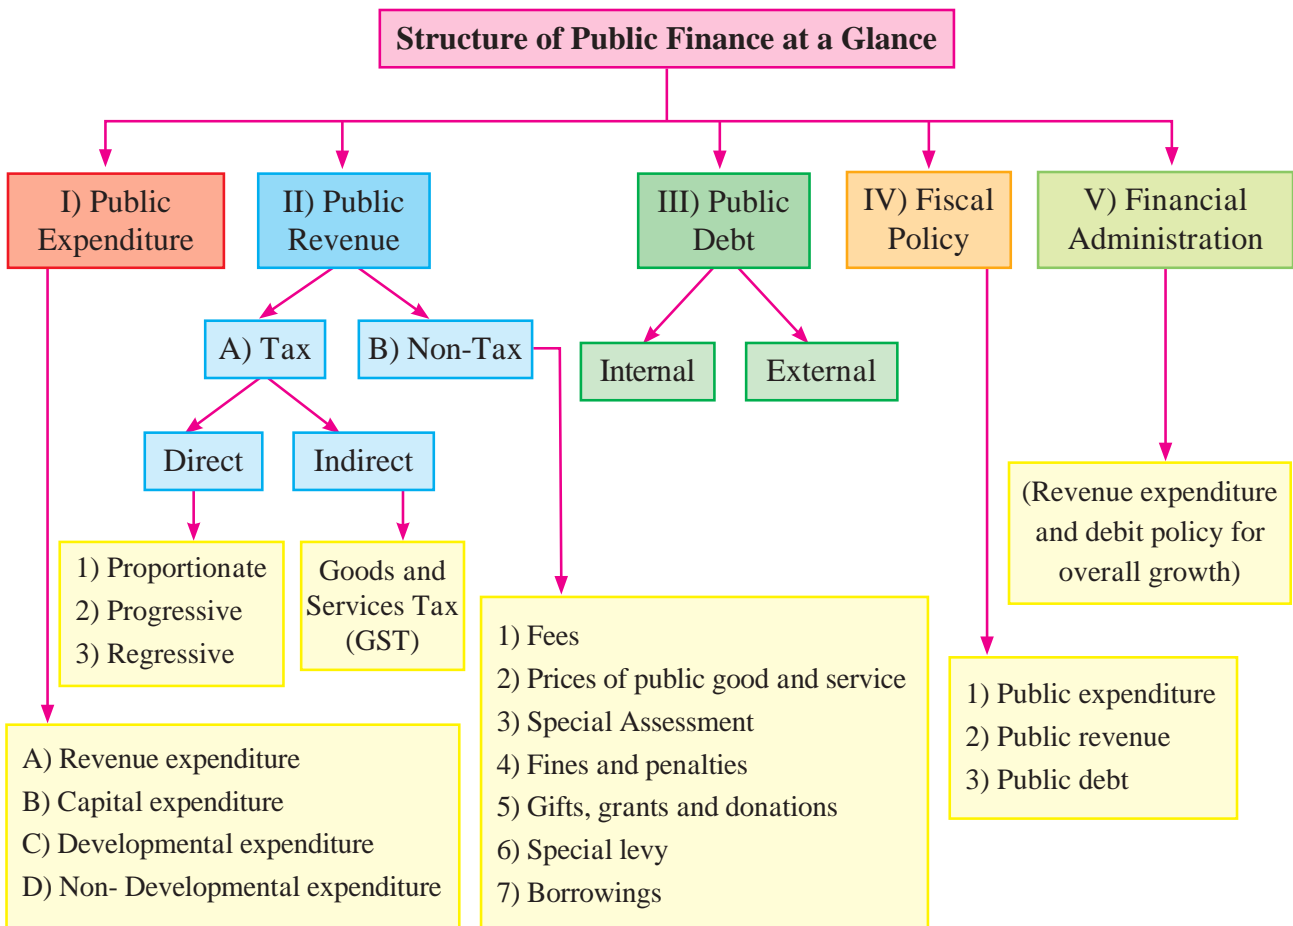 Structure of Public Finance at a Glance
I) Public
Expenditure
II) Public
Revenue
III) Public
Debt
IV) Fiscal
Policy
V) Financial
Administration
A) Tax
B) Non-Tax
Internal
External
Direct
Indirect
1) Proportionate
2) Progressive
3) Regressive
Goods and
Services Tax
(GST)
(Revenue expenditure
and debit policy for
overall growth)
1) Fees
2) Prices of public good and service
3) Special Assessment
4) Fines and penalties
5) Gifts, grants and donations
6) Special levy
7) Borrowings
1) Public expenditure
2) Public revenue
3) Public debt
A) Revenue expenditure
B) Capital expenditure
C) Developmental expenditure
D) Non- Developmental expenditure